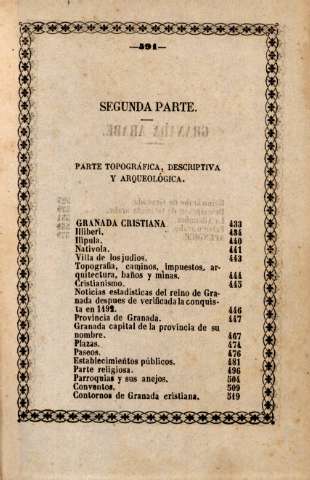 —591—
SEGUNDA PARTE.
PARTE TOPOGRÁFICA, DESCRIPTIVA
Y ARQUEOLÓGICA.
GRANADA CRISTIANA 433
Illiberi. 434
Ilipula. 440
Nativola. 441
Villa de los judios. 443
Topografia, caminos, impuestos, ar-
quitectura, baños y minas. 444
Cristianismo. 445
Noticias estadisticas del reino de Gra-
nada despues de verificada la conquis-
ta en 1492. 446
Provincia de Granada. 447
Granada capital de la provincia de su
nombre. 467
Plazas. 474
Paseos. 476
Establecimientos públicos. 481
Parte religiosa. 496
Parroquias y sus anejos. 504
Conventos. 509
Contornos de Granada cristiana. 519